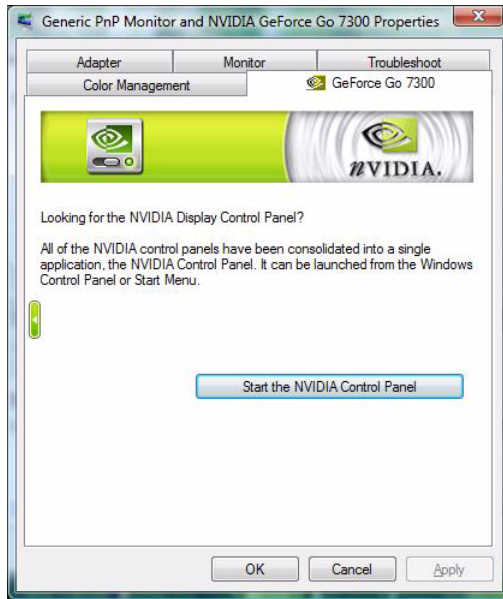 Generic PnP Monitor and NVIDIA GeForce Go 7300 Properties
Adapter Monitor Troubleshoot
Color Management GeForce Go 7300
NVIDIA.
Looking for the NVIDIA Display Control Panel?
All of the NVIDIA control panels have been consolidated into a single
application, the NVIDIA Control Panel. It can be launched from the Windows
Control Panel or Start Menu.
Start the NVIDIA Control Panel
OK Cancel Apply